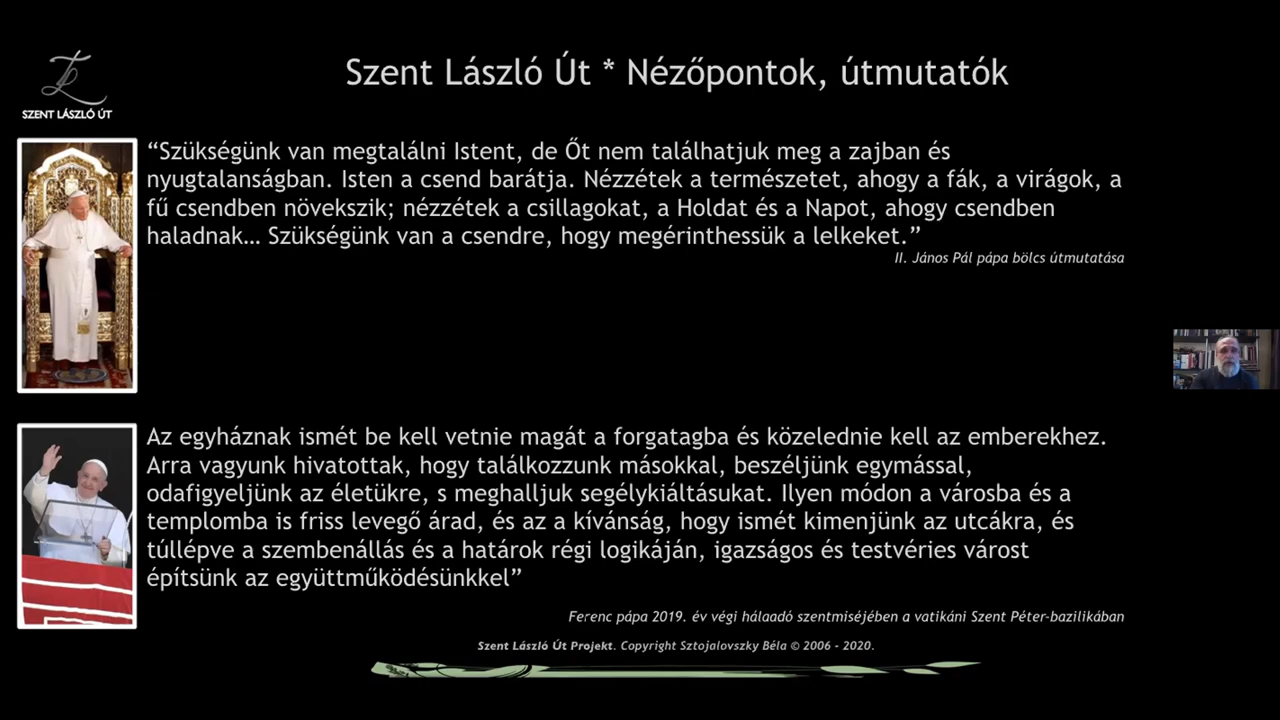 Szent László Út * Nézőpontok, útmutatók
SZENT LÁSZLÓ ÚT
“Szükségünk van megtalálni Istent, de Őt nem találhatjuk meg a zajban és
nyugtalanságban. Isten a csend barátja. Nézzétek a természetet, ahogy a fák, a virágok, a
fű csendben növekszik; nézzétek a csillagokat, a Holdat és a Napot, ahogy csendben
haladnak… Szükségünk van a csendre, hogy megérinthessük a lelkeket.”
II. János Pál pápa bölcs útmutatása
Az egyháznak ismét be kell vetnie magát a forgatagba és közelednie kell az emberekhez.
Arra vagyunk hivatottak, hogy találkozzunk másokkal, beszéljünk egymással,
odafigyeljünk az életükre, s meghalljuk segélykiáltásukat. Ilyen módon a városba és a
templomba is friss levegő árad, és az a kívánság, hogy ismét kimenjünk az utcákra, és
túllépve a szembenállás és a határok régi logikáján, igazságos és testvéries várost
építsünk az együttműködésünkkel”
Ferenc pápa 2019. év végi hálaadó szentmiséjében a vatikáni Szent Péter-bazilikában
Szent László Út Projekt. Copyright Sztojalovszky Béla © 2006 - 2020.